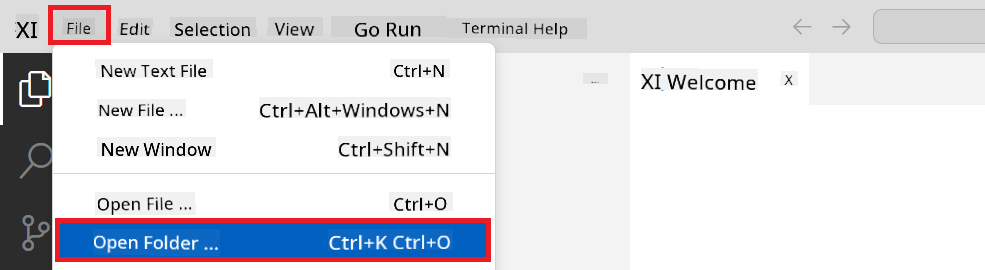 XI File Edit Selection View Go Run Terminal Help
... XI Welcome X
New Text File Ctrl+N
New File ... Ctrl+Alt+Windows+N
New Window Ctrl+Shift+N
Open File ... Ctrl+O
Open Folder ... Ctrl+K Ctrl+O